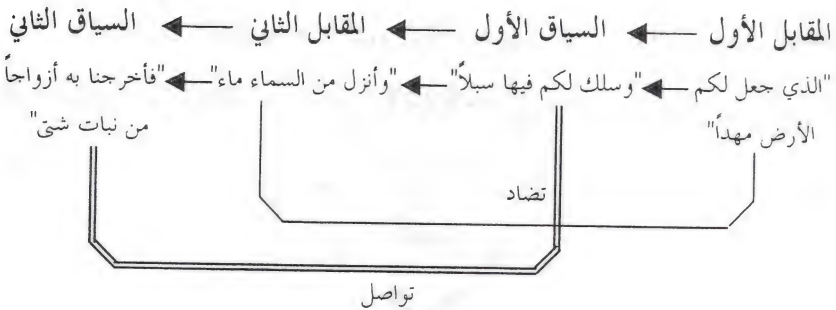 المقابل الأول ← السياق الأول ← المقابل الثاني ← السياق الثاني
"الذي جعل لكم ← "وسلك لكم فيها سبلاً" ← "وأنزل من السماء ماء" ← "فأخرجنا به أزواجاً
الأرض مهداً" من نبات شتى"
تضاد
تواصل